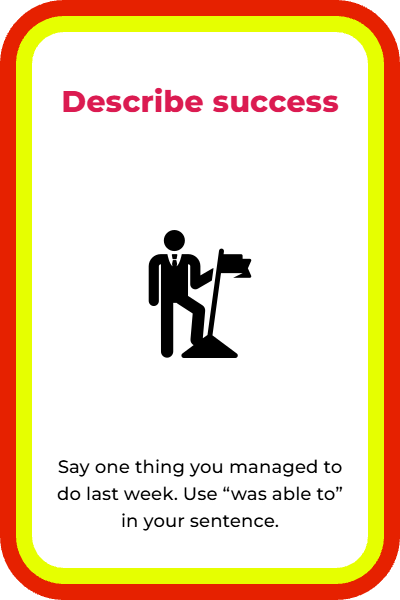 Describe success
Say one thing you managed to
do last week. Use “was able to”
in your sentence.